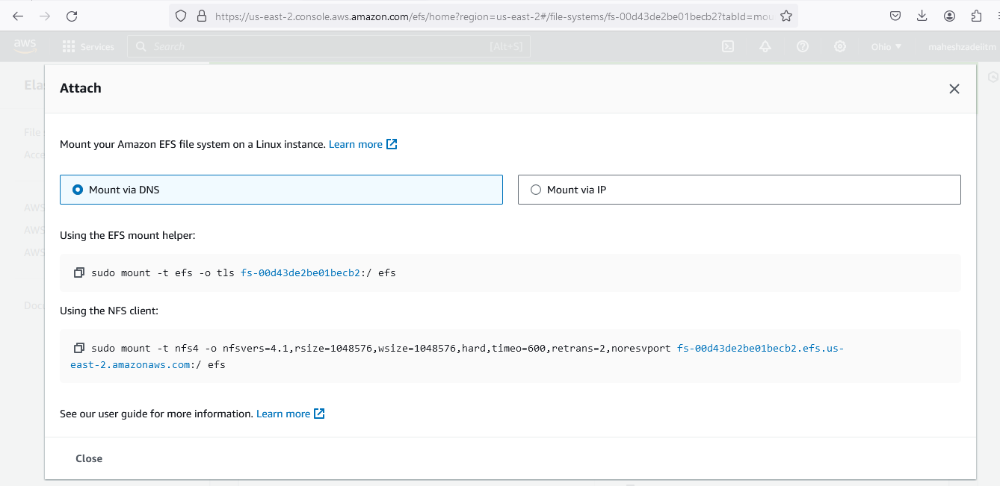 https://us-east-2.console.aws.amazon.com/efs/home?region=us-east-2#/file-systems/fs-00d43de2be01becb2?tabId=mou
aws Services Search [Alt+S] Ohio maheshzadeiitm
Ela
Attach
File
Acce
AWS
AWS
AWS
Docu
Mount your Amazon EFS file system on a Linux instance. Learn more
Mount via DNS Mount via IP
Using the EFS mount helper:
sudo mount -t efs -o tls fs-00d43de2be01becb2:/ efs
Using the NFS client:
sudo mount -t nfs4 -o nfsvers=4.1,rsize=1048576,wsize=1048576,hard,timeo=600,retrans=2,noresvport fs-00d43de2be01becb2.efs.us-
east-2.amazonaws.com:/ efs
See our user guide for more information. Learn more
Close